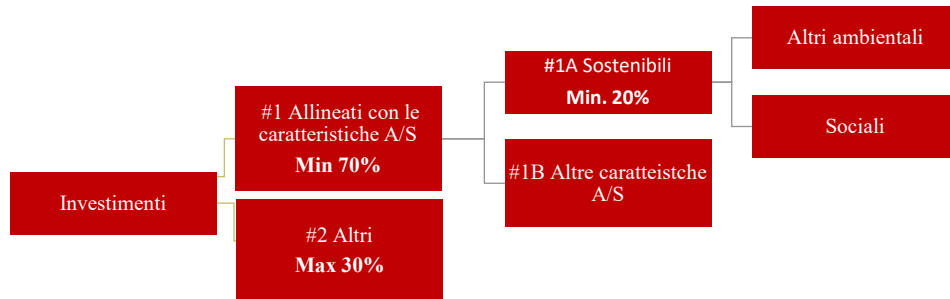 Investimenti
#1 Allineati con le
caratteristiche A/S
Min 70%
#2 Altri
Max 30%
#1A Sostenibili
Min. 20%
#1B Altre caratteistche
A/S
Altri ambientali
Sociali